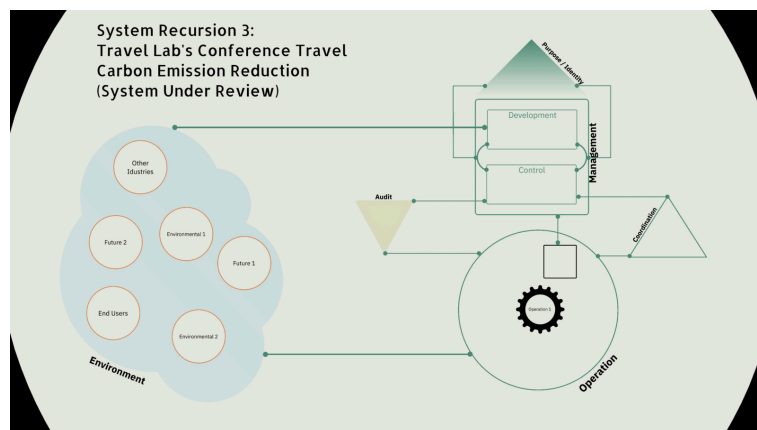 System Recursion 3:
Travel Lab's Conference Travel
Carbon Emission Reduction
(System Under Review)
Purpose / Identity
Development
Management
Control
Other
Idustries
Audit
Coordination
Environmental 1
Future 2
Future 1
End Users
Operation 1
Environmental 2
Environment
Operation